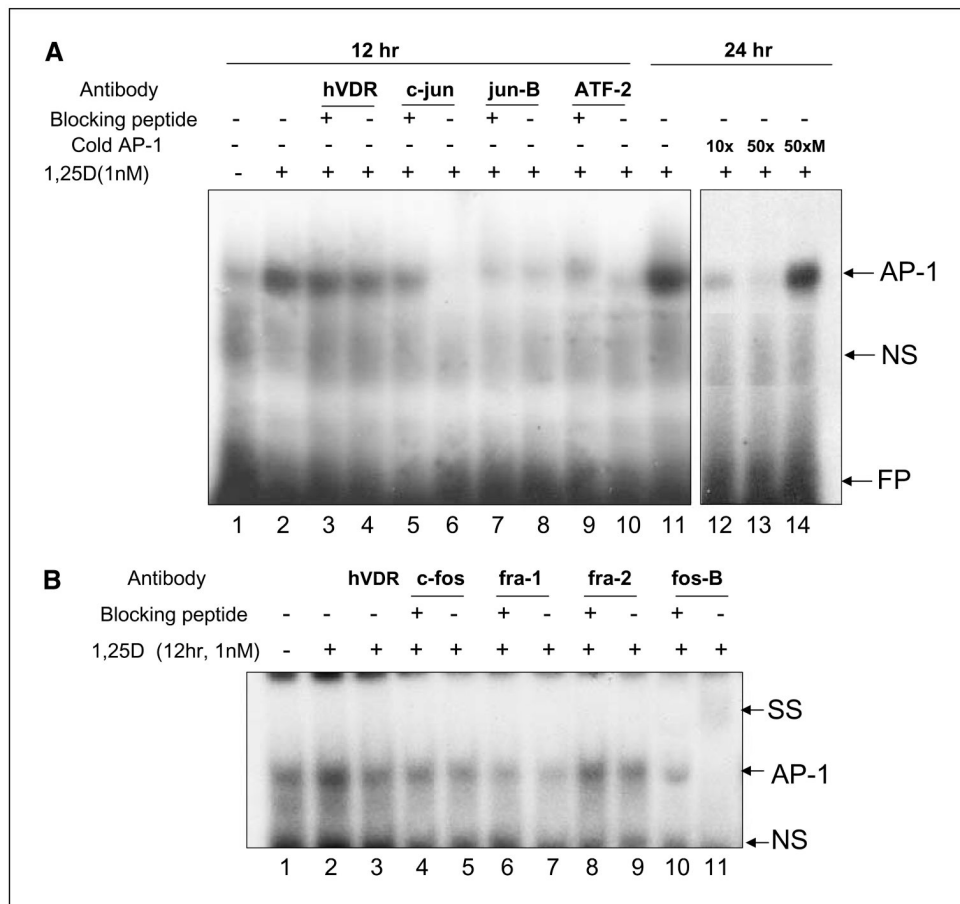 A 12 hr 24 hr
Antibody hVDR c-jun jun-B ATF-2
Blocking peptide - - + - + - + - + - - - - -
Cold AP-1 - - - - - - - - - - - 10x 50x 50xM
1,25D(1nM) - + + + + + + + + + + + + +
AP-1
NS
FP
1 2 3 4 5 6 7 8 9 10 11 12 13 14
B Antibody hVDR c-fos fra-1 fra-2 fos-B
Blocking peptide - - - + - + - + - + -
1,25D (12hr, 1nM) - + + + + + + + + + +
SS
AP-1
NS
1 2 3 4 5 6 7 8 9 10 11